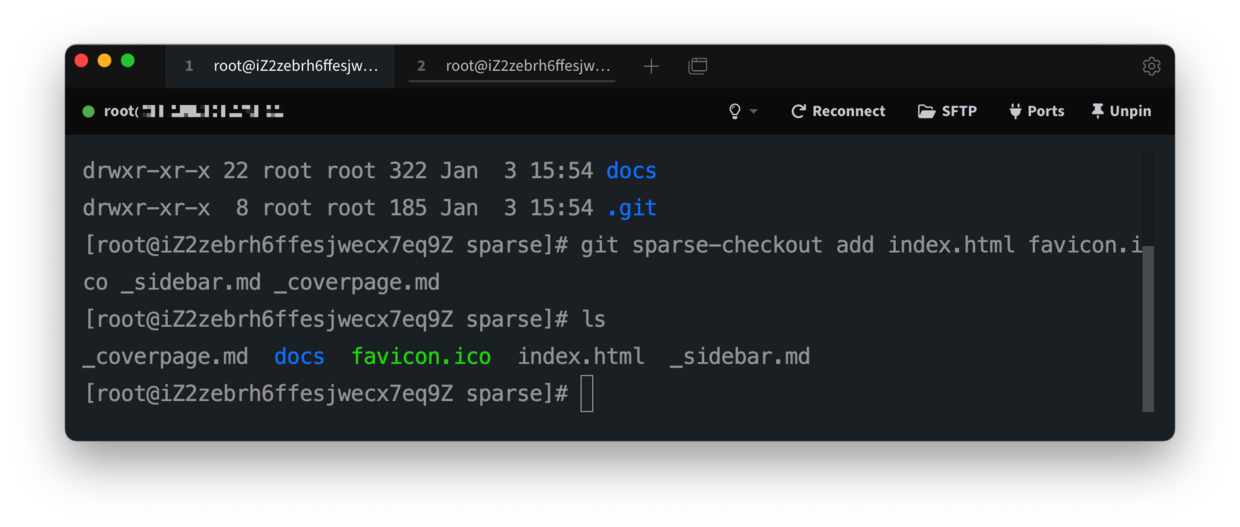 1 root@iZ2zebrh6ffesjw... 2 root@iZ2zebrh6ffesjw...
root( Reconnect SFTP Ports Unpin
drwxr-xr-x 22 root root 322 Jan  3 15:54 docs
drwxr-xr-x  8 root root 185 Jan  3 15:54 .git
[root@iZ2zebrh6ffesjwecx7eq9Z sparse]# git sparse-checkout add index.html favicon.i
co _sidebar.md _coverpage.md
[root@iZ2zebrh6ffesjwecx7eq9Z sparse]# ls
_coverpage.md  docs  favicon.ico  index.html  _sidebar.md
[root@iZ2zebrh6ffesjwecx7eq9Z sparse]#